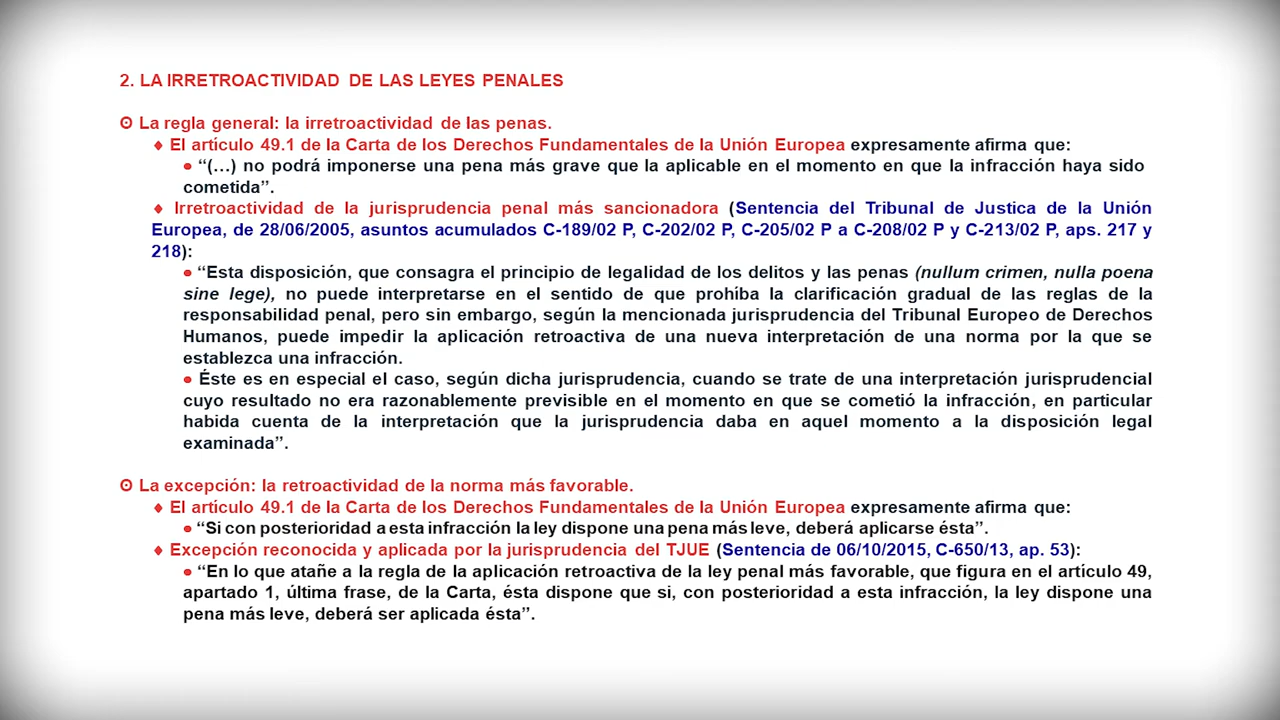 2. LA IRRETROACTIVIDAD DE LAS LEYES PENALES
ʘ La regla general: la irretroactividad de las penas.
♦ El artículo 49.1 de la Carta de los Derechos Fundamentales de la Unión Europea expresamente afirma que:
• “(…) no podrá imponerse una pena más grave que la aplicable en el momento en que la infracción haya sido
cometida”.
♦ Irretroactividad de la jurisprudencia penal más sancionadora (Sentencia del Tribunal de Justica de la Unión
Europea, de 28/06/2005, asuntos acumulados C-189/02 P, C-202/02 P, C-205/02 P a C-208/02 P y C-213/02 P, aps. 217 y
218):
• “Esta disposición, que consagra el principio de legalidad de los delitos y las penas (nullum crimen, nulla poena
sine lege), no puede interpretarse en el sentido de que prohíba la clarificación gradual de las reglas de la
responsabilidad penal, pero sin embargo, según la mencionada jurisprudencia del Tribunal Europeo de Derechos
Humanos, puede impedir la aplicación retroactiva de una nueva interpretación de una norma por la que se
establezca una infracción.
• Éste es en especial el caso, según dicha jurisprudencia, cuando se trate de una interpretación jurisprudencial
cuyo resultado no era razonablemente previsible en el momento en que se cometió la infracción, en particular
habida cuenta de la interpretación que la jurisprudencia daba en aquel momento a la disposición legal
examinada”.
ʘ La excepción: la retroactividad de la norma más favorable.
♦ El artículo 49.1 de la Carta de los Derechos Fundamentales de la Unión Europea expresamente afirma que:
• “Si con posterioridad a esta infracción la ley dispone una pena más leve, deberá aplicarse ésta”.
♦ Excepción reconocida y aplicada por la jurisprudencia del TJUE (Sentencia de 06/10/2015, C-650/13, ap. 53):
• “En lo que atañe a la regla de la aplicación retroactiva de la ley penal más favorable, que figura en el artículo 49,
apartado 1, última frase, de la Carta, ésta dispone que si, con posterioridad a esta infracción, la ley dispone una
pena más leve, deberá ser aplicada ésta”.